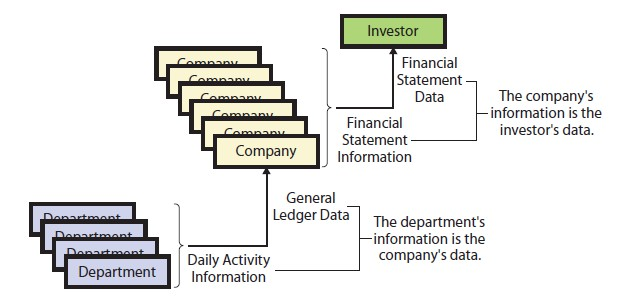 Investor
Company
Company
Company
Company
Company
Company
Financial
Statement
Data
Financial
Statement
Information
The company's
information is the
investor's data.
General
Ledger Data
Department
Department
Department
Department
Daily Activity
Information
The department's
information is the
company's data.